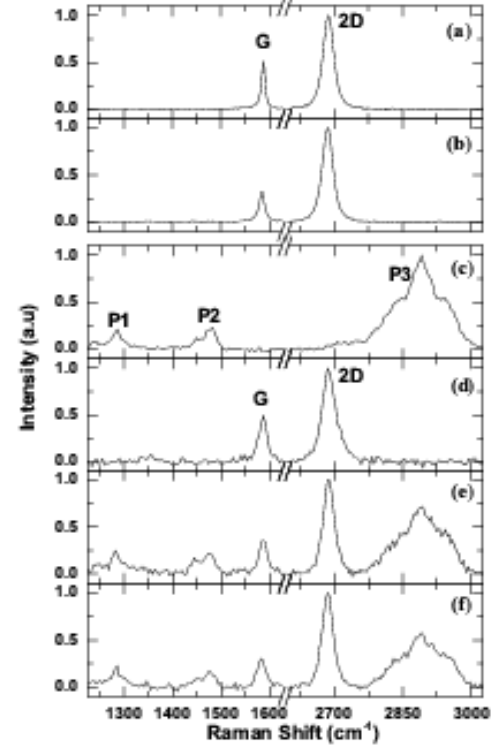 1.0 2D (a)
G
0.5
0.0
1.0 (b)
0.5
0.0
1.0 (c)
P3
0.5
P1 P2
0.0
Intensity (a.u)
1.0 2D (d)
G
0.5
0.0
1.0 (e)
0.5
0.0
1.0 (f)
0.5
0.0
1300 1400 1500 1600 2700 2850 3000
Raman Shift (cm⁻¹)